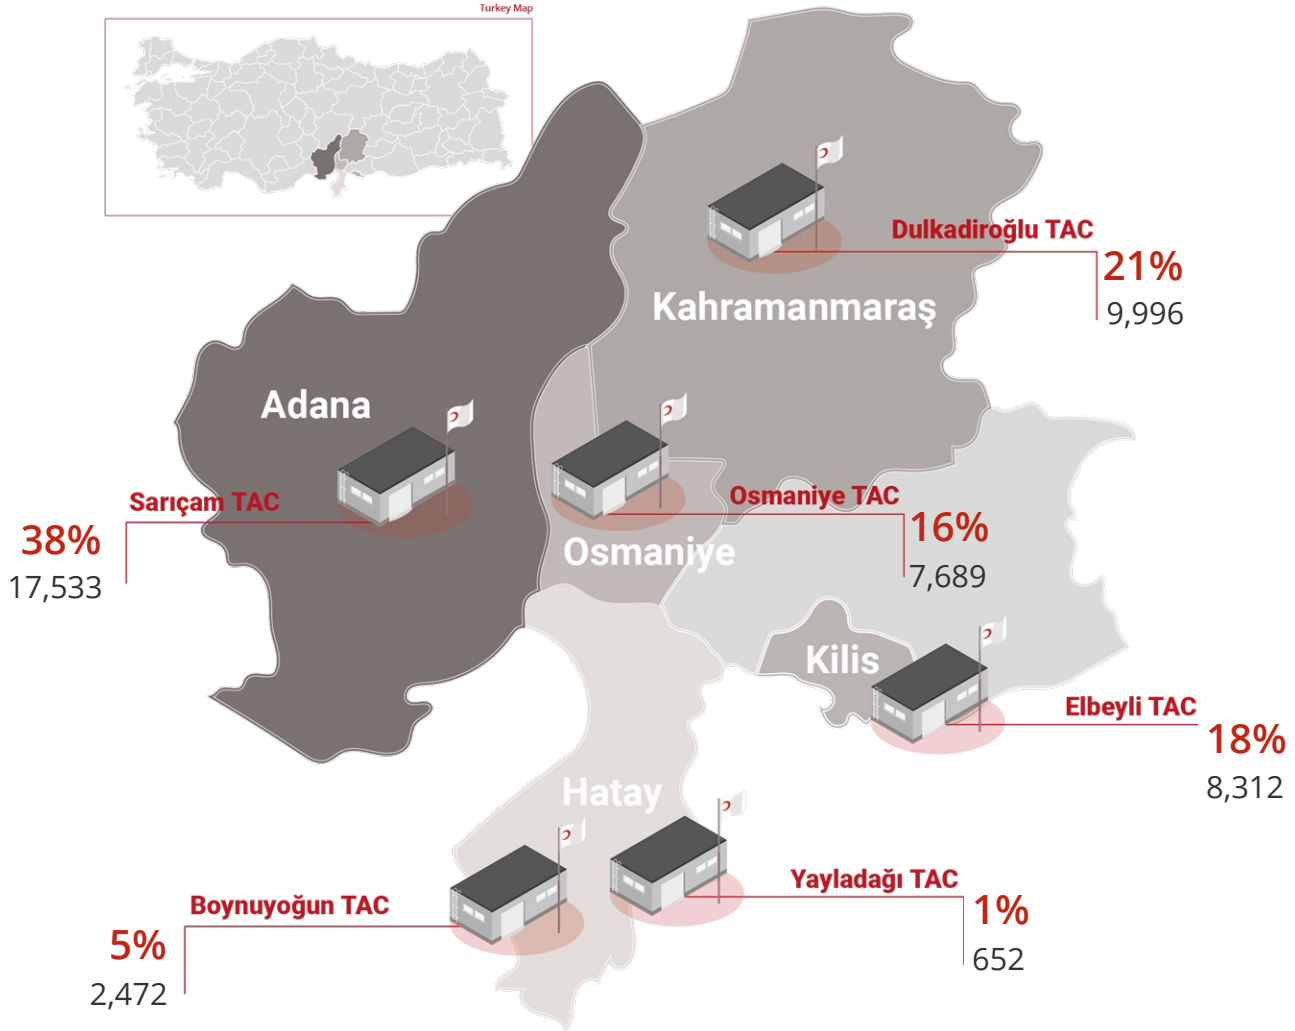 Turkey Map
Dulkadiroğlu TAC
21%
9,996
Kahramanmaraş
Adana
Sarıçam TAC
38%
17,533
Osmaniye TAC
16%
7,689
Osmaniye
Kilis
Elbeyli TAC
18%
8,312
Hatay
Yayladağı TAC
1%
652
Boynuyoğun TAC
5%
2,472